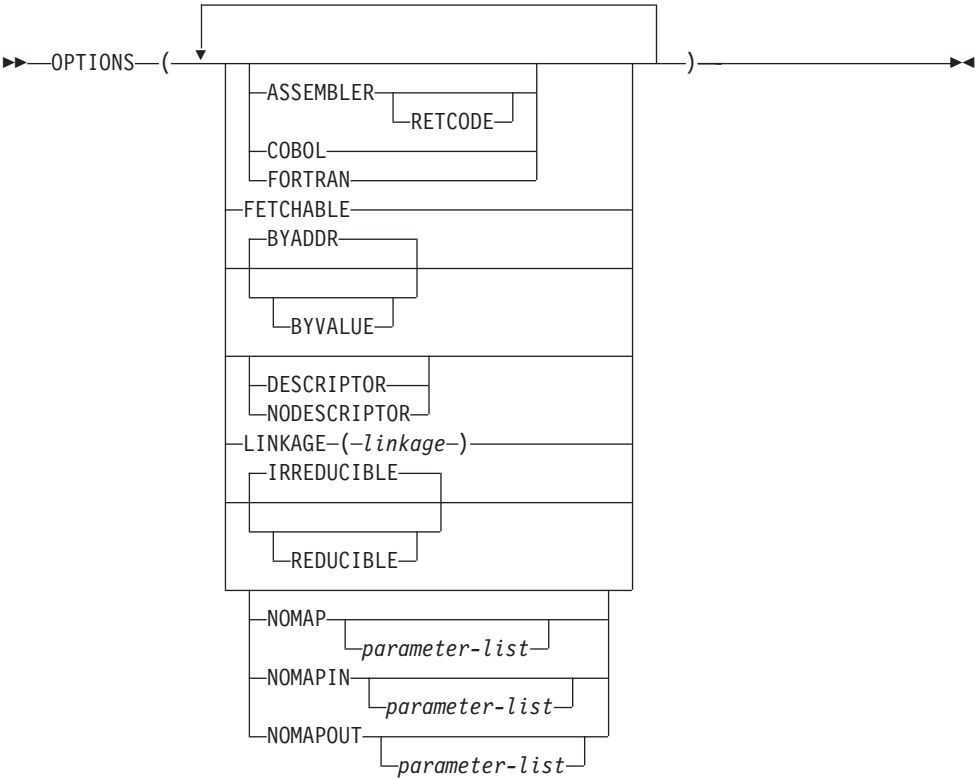 OPTIONS ( )
ASSEMBLER
RETCODE
COBOL
FORTRAN
FETCHABLE
BYADDR
BYVALUE
DESCRIPTOR
NODESCRIPTOR
LINKAGE (linkage)
IRREDUCIBLE
REDUCIBLE
NOMAP
parameter-list
NOMAPIN
parameter-list
NOMAPOUT
parameter-list